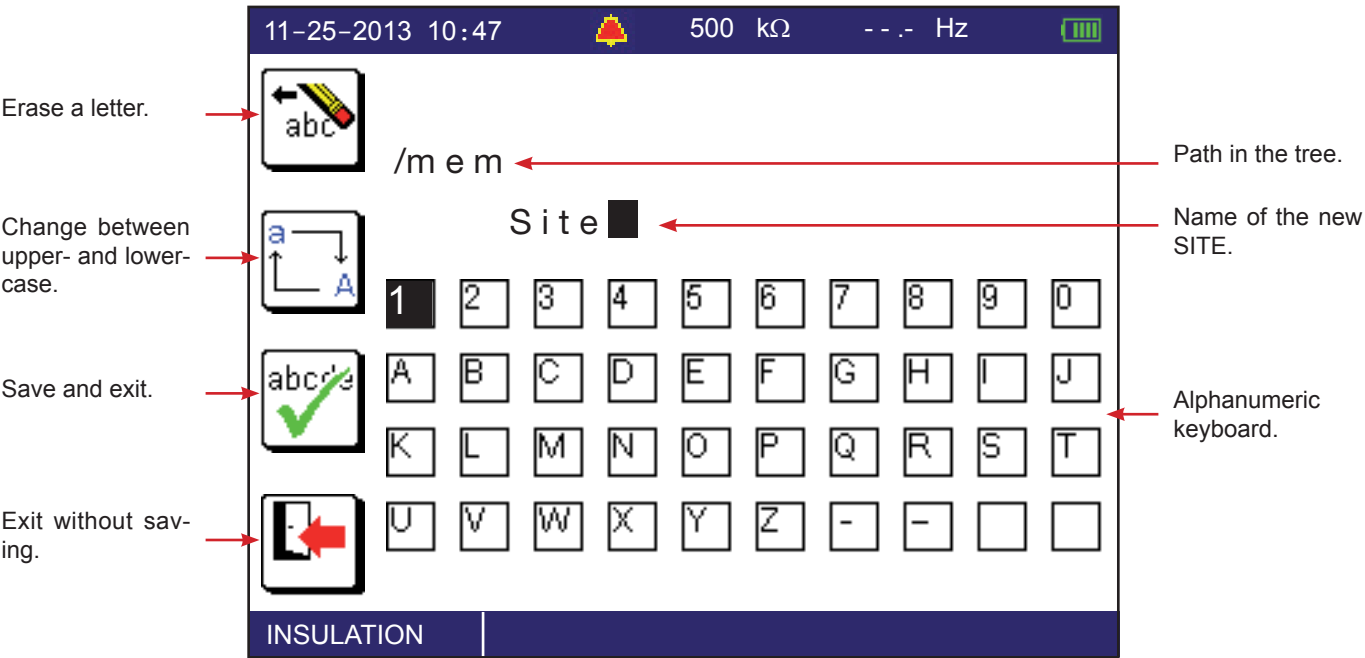 11-25-2013 10:47 500 kΩ - - .- Hz
Erase a letter.
abc
/mem
Path in the tree.
Change between
upper- and lower-
case.
a
A
Site
Name of the new
SITE.
1 2 3 4 5 6 7 8 9 0
Save and exit.
abcde
A B C D E F G H I J
Alphanumeric
keyboard.
K L M N O P Q R S T
Exit without sav-
ing.
U V W X Y Z - –
INSULATION